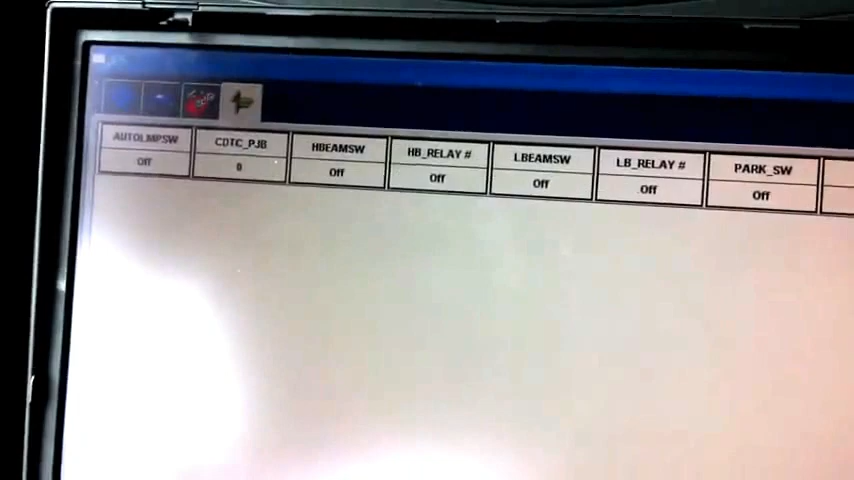 AUTOLMPSW CDTC_PJB HBEAMSW HB_RELAY # LBEAMSW LB_RELAY # PARK_SW
Off 0 Off Off Off Off Off